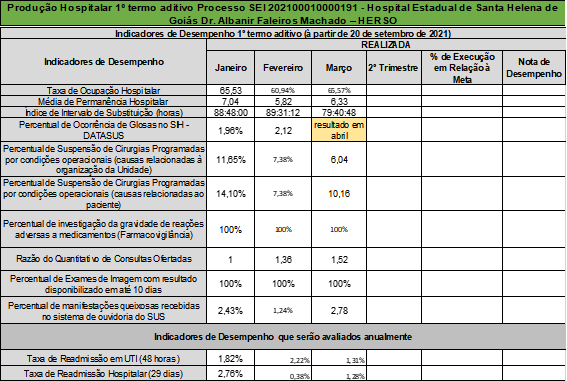 Produção Hospitalar 1º termo aditivo Processo SEI 202100010000191 - Hospital Estadual de Santa Helena de
Goiás Dr. Albanir Faleiros Machado – HERSO
Indicadores de Desempenho 1º termo aditivo (à partir de 20 de setembro de 2021)
Indicadores de Desempenho
REALIZADA
Janeiro Fevereiro Março 2º Trimestre
% de Execução
em Relação à
Meta
Nota de
Desempenho
Taxa de Ocupação Hospitalar 65,53 60,94% 65,57%
Média de Permanência Hospitalar 7,04 5,82 6,33
Índice de Intervalo de Substituição (horas) 88:48:00 89:31:12 79:40:48
Percentual de Ocorrência de Glosas no SIH -
DATASUS
1,96% 2,12
resultado em
abril
Percentual de Suspensão de Cirurgias Programadas
por condições operacionais (causas relacionadas à
organização da Unidade)
11,65% 7,38% 6,04
Percentual de Suspensão de Cirurgias Programadas
por condições operacionais (causas relacionadas ao
paciente)
14,10% 7,38% 10,16
Percentual de investigação da gravidade de reações
adversas a medicamentos (Farmacovigilância)
100% 100% 100%
Razão do Quantitativo de Consultas Ofertadas 1 1,36 1,52
Percentual de Exames de Imagem com resultado
disponibilizado em até 10 dias
100% 100% 100%
Percentual de manifestações queixosas recebidas
no sistema de ouvidoria do SUS
2,43% 1,24% 2,78
Indicadores de Desempenho que serão avaliados anualmente
Taxa de Readmissão em UTI (48 horas) 1,82% 2,22% 1,31%
Taxa de Readmissão Hospitalar (29 dias) 2,76% 0,38% 1,28%